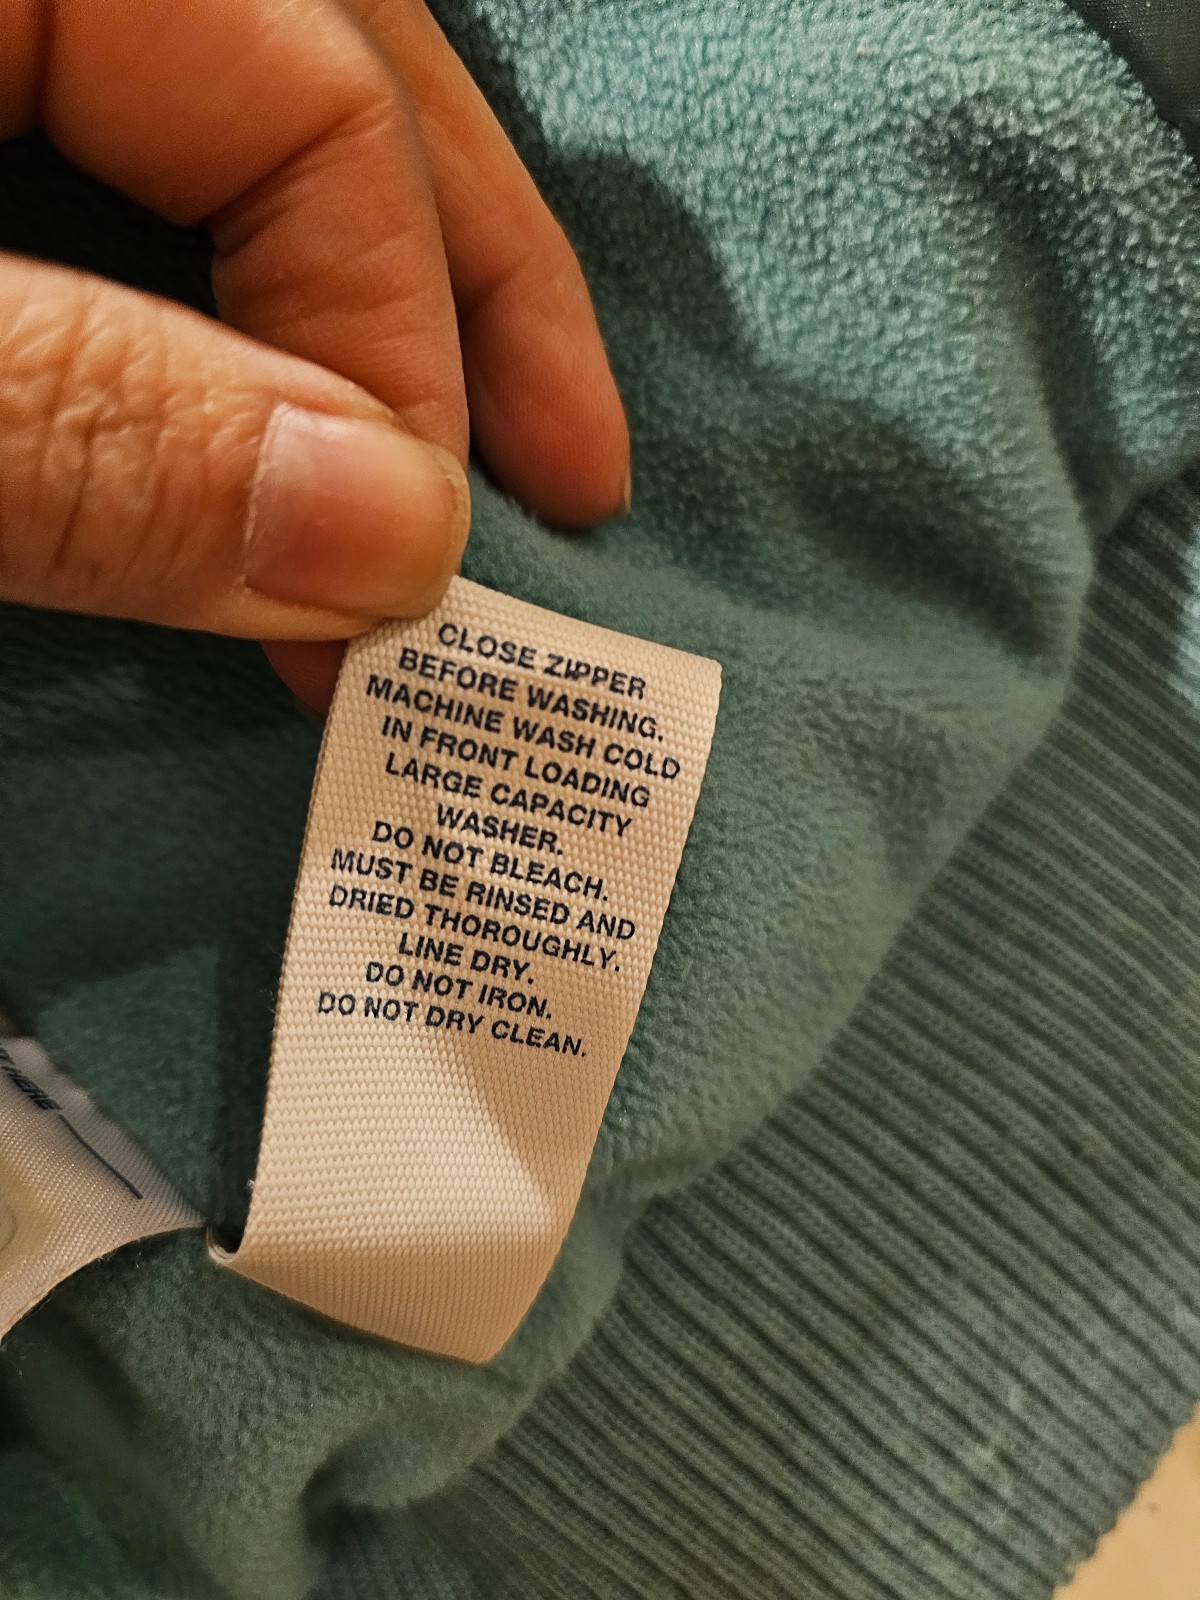 CLOSE ZIPPER
BEFORE WASHING.
MACHINE WASH COLD
IN FRONT LOADING
LARGE CAPACITY
WASHER.
DO NOT BLEACH.
MUST BE RINSED AND
DRIED THOROUGHLY.
LINE DRY.
DO NOT IRON.
DO NOT DRY CLEAN.
HERE